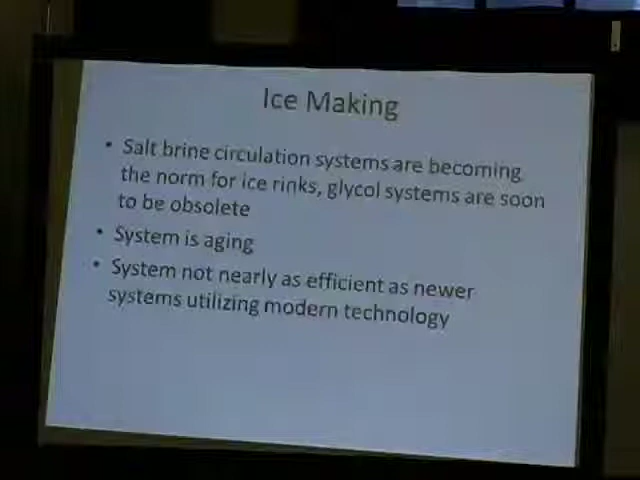 Ice Making
• Salt brine circulation systems are becoming
the norm for ice rinks, glycol systems are soon
to be obsolete
• System is aging
• System not nearly as efficient as newer
systems utilizing modern technology